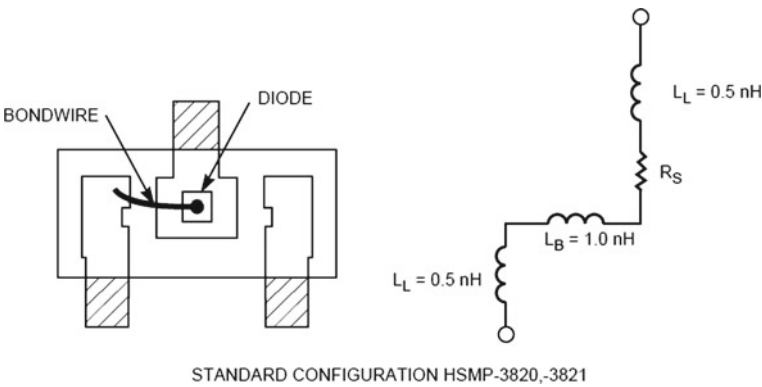 BONDWIRE
DIODE
L_L = 0.5 nH
R_S
L_B = 1.0 nH
L_L = 0.5 nH
STANDARD CONFIGURATION HSMP-3820,-3821